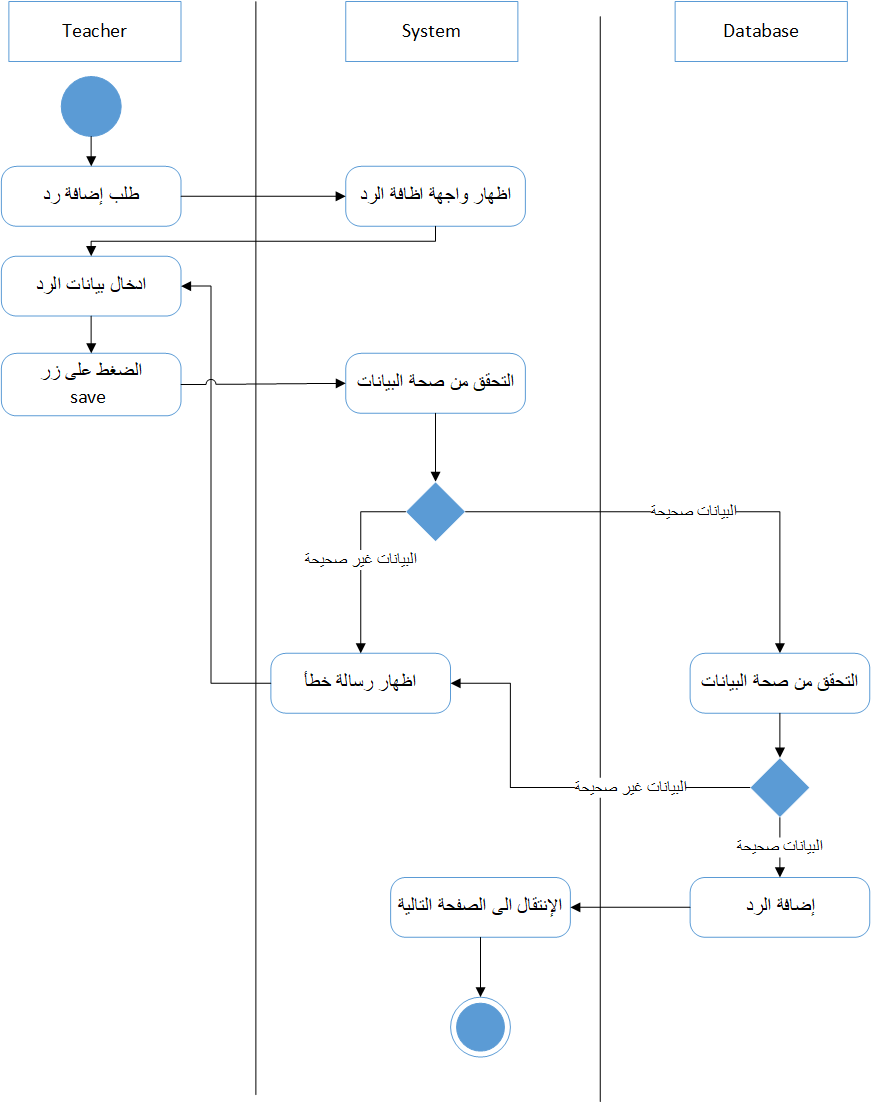 Teacher
System
Database
طلب إضافة رد
اظهار واجهة اظافة الرد
ادخال بيانات الرد
الضغط على زر
save
التحقق من صحة البيانات
البيانات صحيحة
البيانات غير صحيحة
اظهار رسالة خطأ
التحقق من صحة البيانات
البيانات غير صحيحة
البيانات صحيحة
إضافة الرد
الإنتقال الى الصفحة التالية